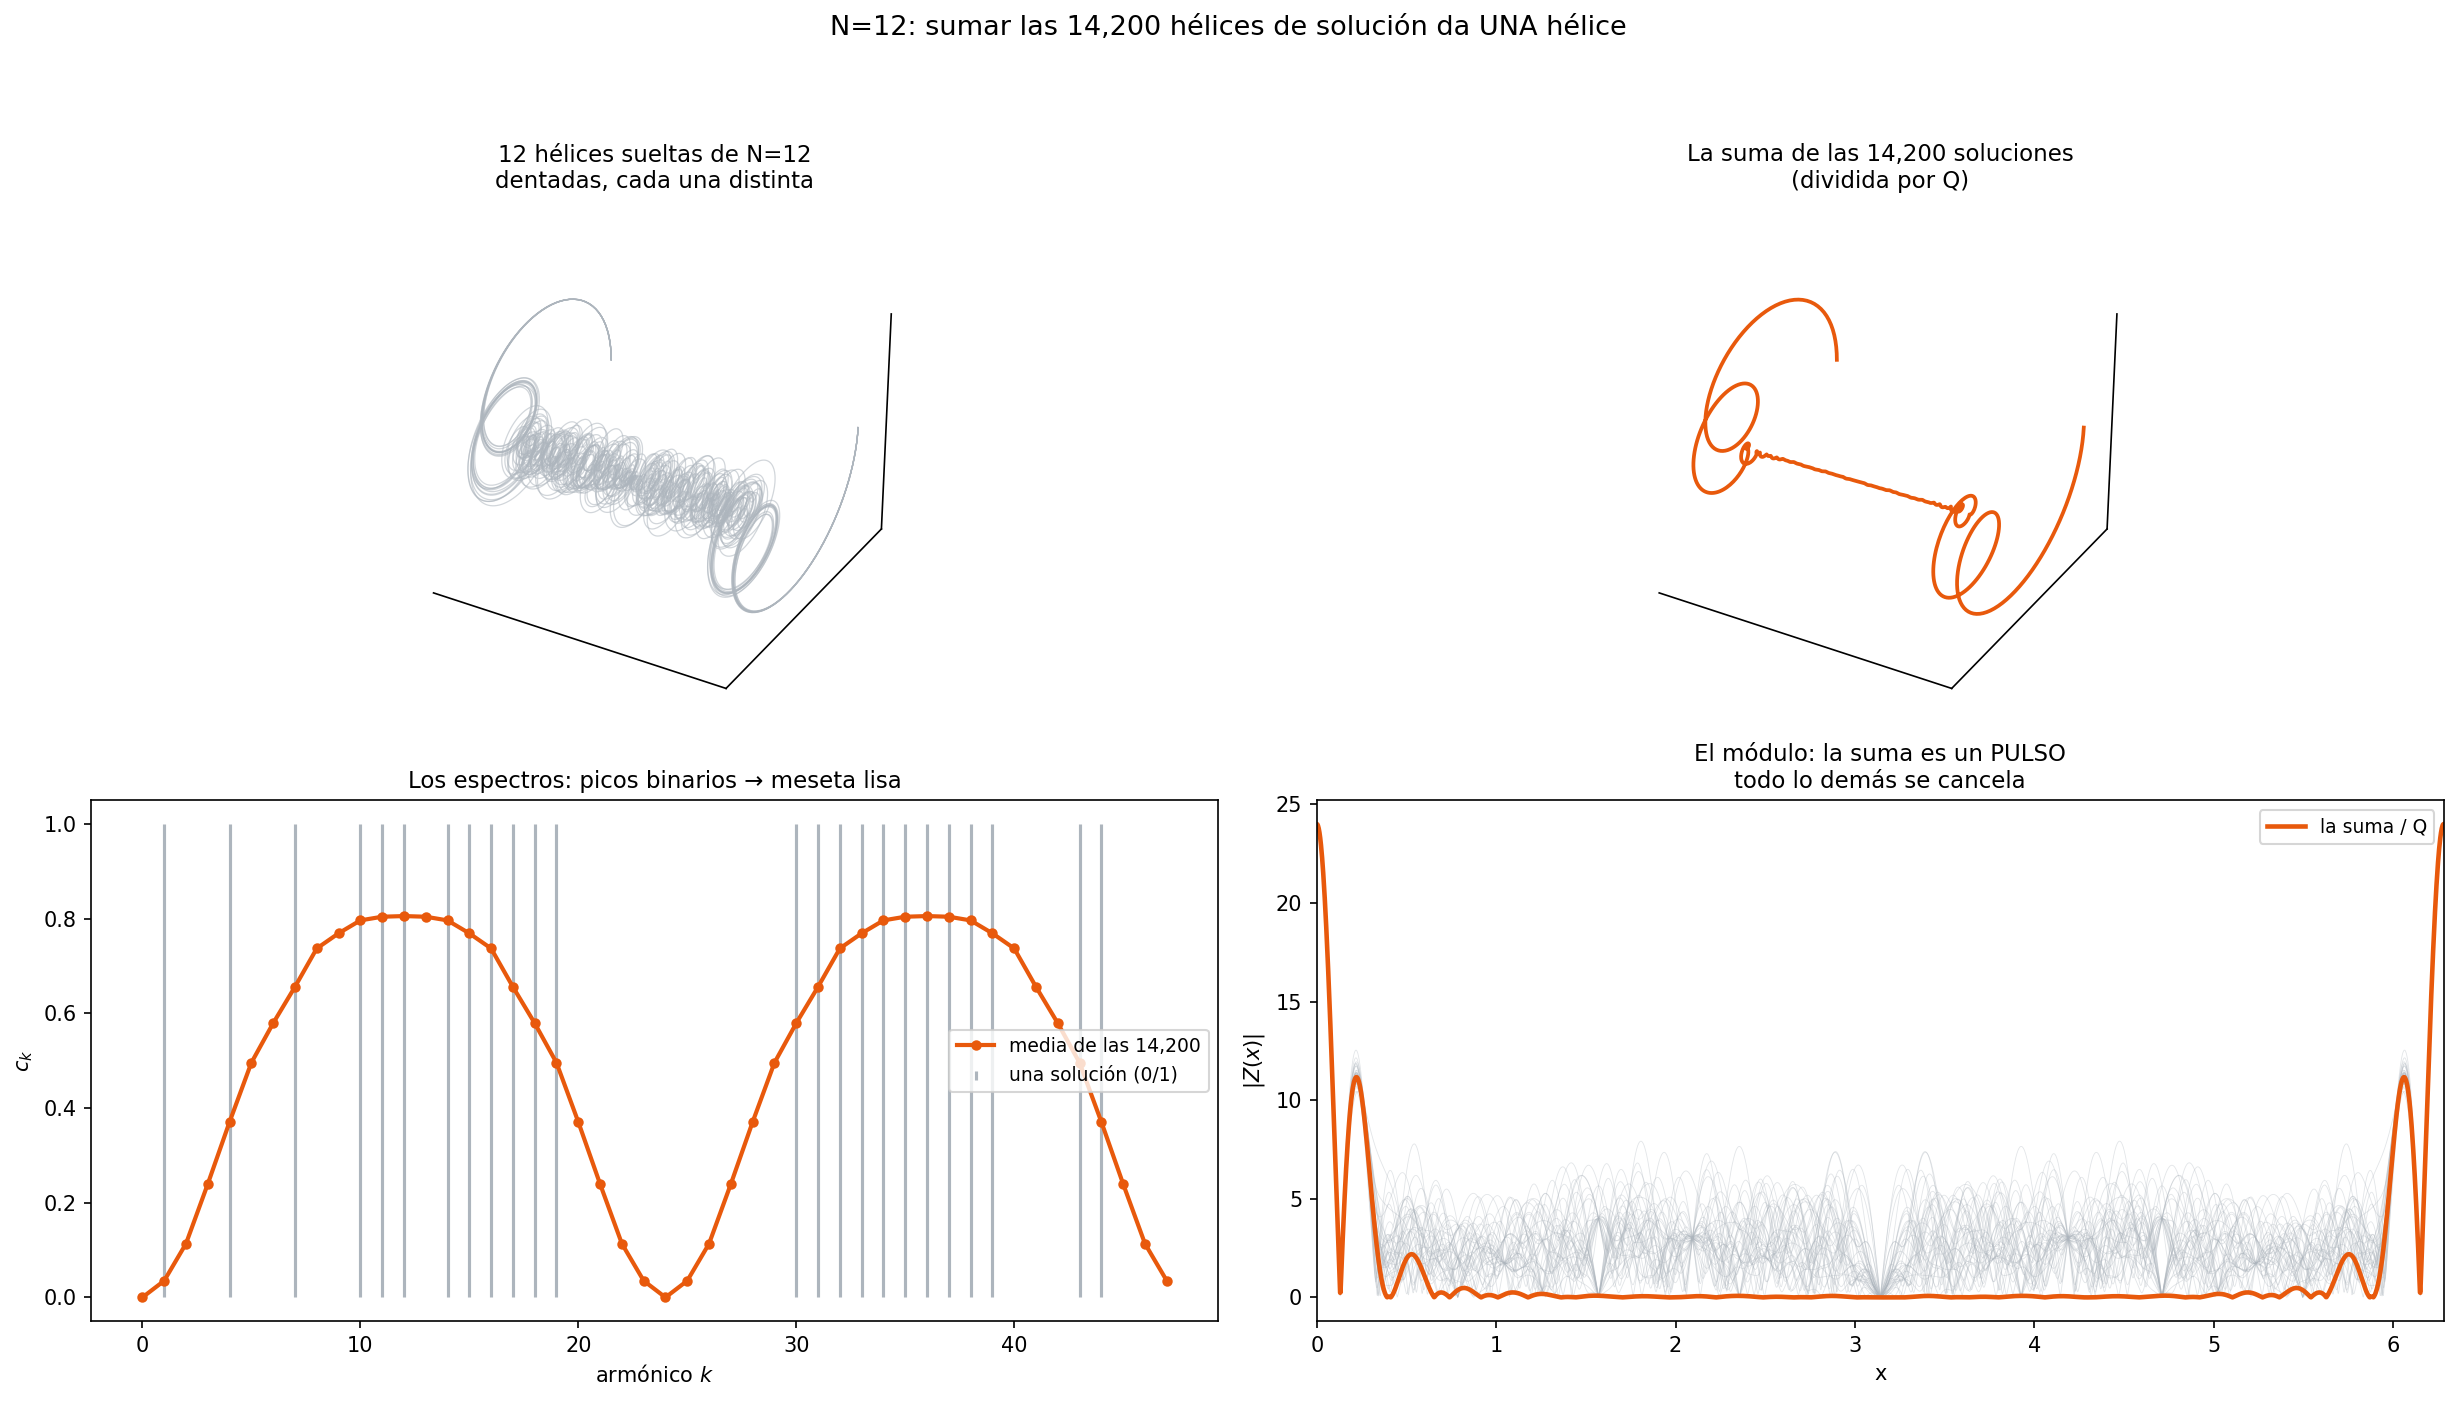 N=12: sumar las 14,200 hélices de solución da UNA hélice
12 hélices sueltas de N=12
dentadas, cada una distinta
La suma de las 14,200 soluciones
(dividida por Q)
Los espectros: picos binarios → meseta lisa
1.0
0.8
0.6
0.4
0.2
0.0
c_k
0
10
20
30
40
armónico k
media de las 14,200
una solución (0/1)
El módulo: la suma es un PULSO
todo lo demás se cancela
25
20
15
10
5
0
|Z(x)|
0
1
2
3
4
5
6
x
la suma / Q